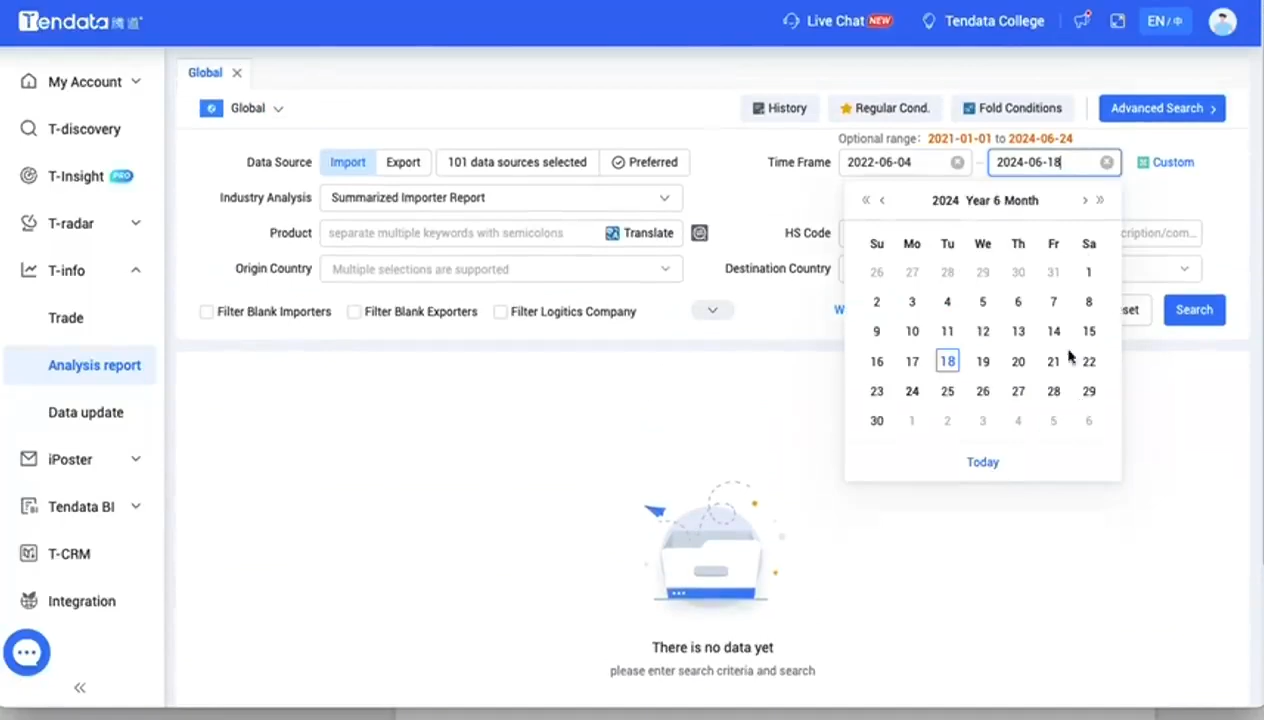 Tendata 腾道
Live Chat NEW
Tendata College
EN / 中
My Account
T-discovery
T-Insight PRO
T-radar
T-info
Trade
Analysis report
Data update
iPoster
Tendata BI
T-CRM
Integration
Global
Global
History
Regular Cond.
Fold Conditions
Advanced Search
Optional range: 2021-01-01 to 2024-06-24
Data Source Import Export 101 data sources selected Preferred
Time Frame 2022-06-04 - 2024-06-18 Custom
Industry Analysis Summarized Importer Report
Product separate multiple keywords with semicolons Translate
HS Code cription/com...
Origin Country Multiple selections are supported
Destination Country
Filter Blank Importers Filter Blank Exporters Filter Logitics Company
W
set Search
2024 Year 6 Month
Su Mo Tu We Th Fr Sa
26 27 28 29 30 31 1
2 3 4 5 6 7 8
9 10 11 12 13 14 15
16 17 18 19 20 21 22
23 24 25 26 27 28 29
30 1 2 3 4 5 6
Today
There is no data yet
please enter search criteria and search